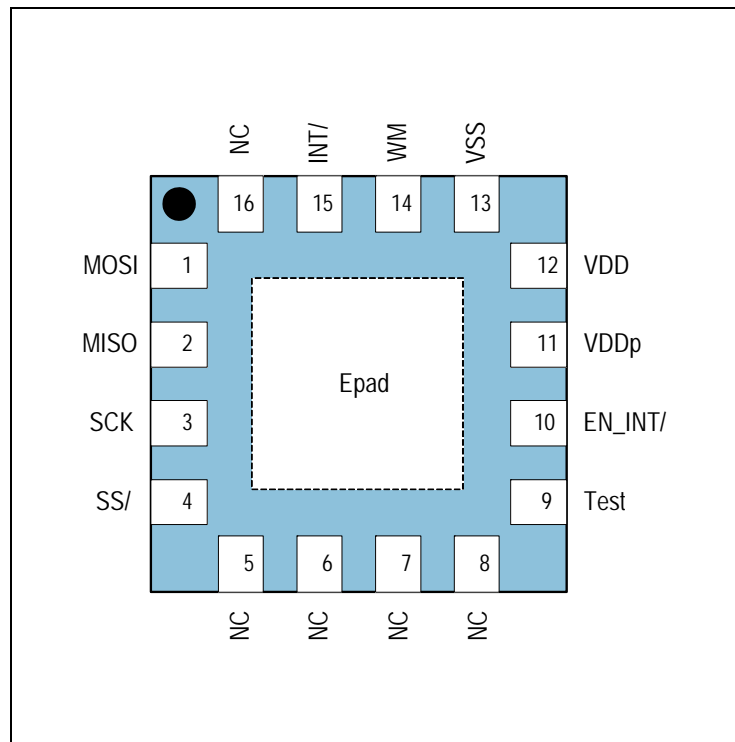 NC INT/ WM VSS
16 15 14 13
MOSI 1 12 VDD
MISO 2 11 VDDp
Epad
SCK 3 10 EN_INT/
SS/ 4 9 Test
5 6 7 8
NC NC NC NC